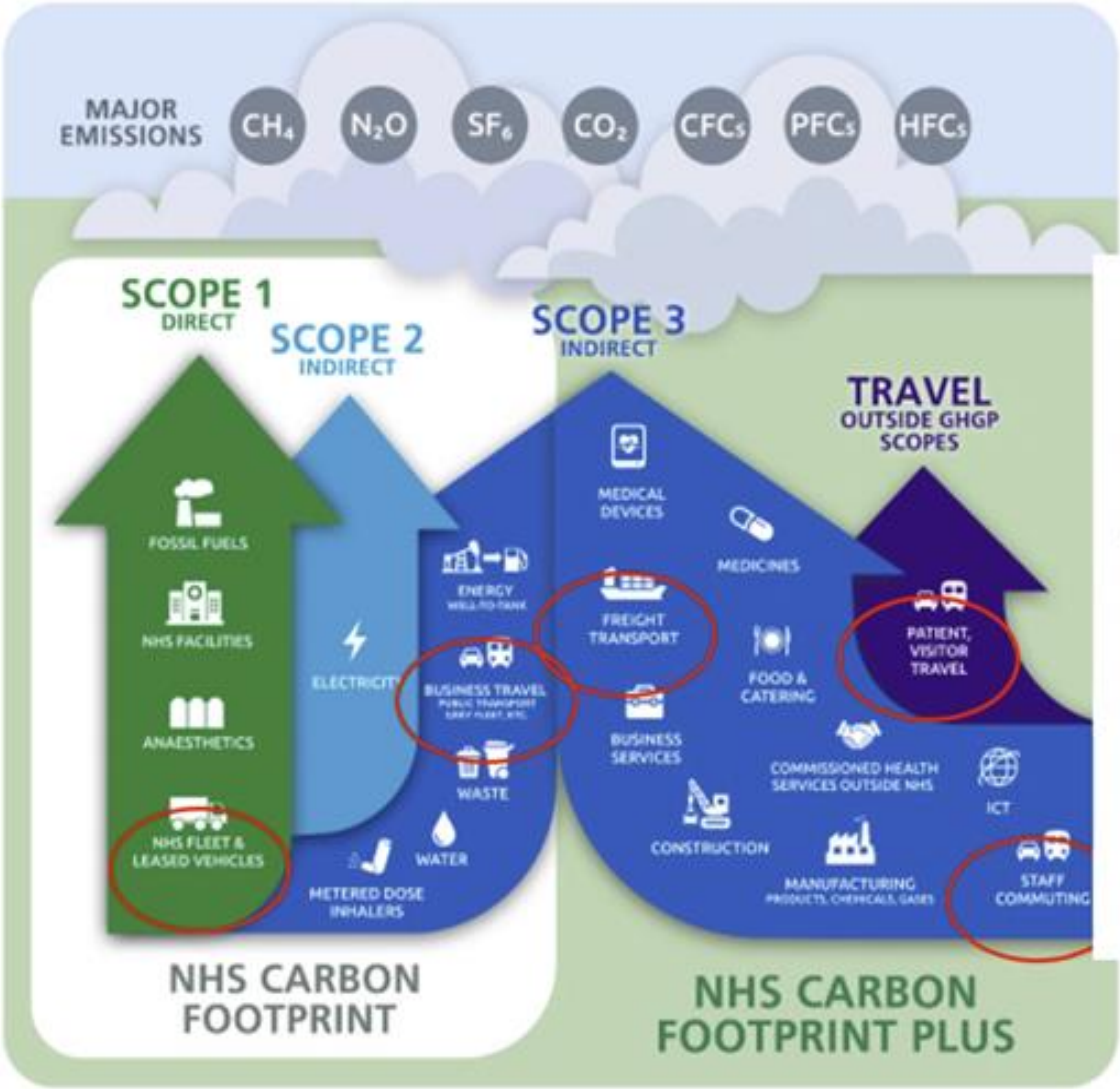 MAJOR
EMISSIONS
CH₄
N₂O
SF₆
CO₂
CFCs
PFCs
HFCs
SCOPE 1
DIRECT
SCOPE 2
INDIRECT
SCOPE 3
INDIRECT
TRAVEL
OUTSIDE GHGP
SCOPES
FOSSIL FUELS
NHS FACILITIES
ANAESTHETICS
NHS FLEET &
LEASED VEHICLES
ELECTRICITY
ENERGY
WELL-TO-TANK
BUSINESS TRAVEL
PUBLIC TRANSPORT
GREY FLEET, ETC.
WASTE
WATER
METERED DOSE
INHALERS
MEDICAL
DEVICES
MEDICINES
FREIGHT
TRANSPORT
FOOD &
CATERING
BUSINESS
SERVICES
COMMISSIONED HEALTH
SERVICES OUTSIDE NHS
CONSTRUCTION
MANUFACTURING
PRODUCTS, CHEMICALS, GASES
ICT
STAFF
COMMUTING
PATIENT,
VISITOR
TRAVEL
NHS CARBON
FOOTPRINT
NHS CARBON
FOOTPRINT PLUS